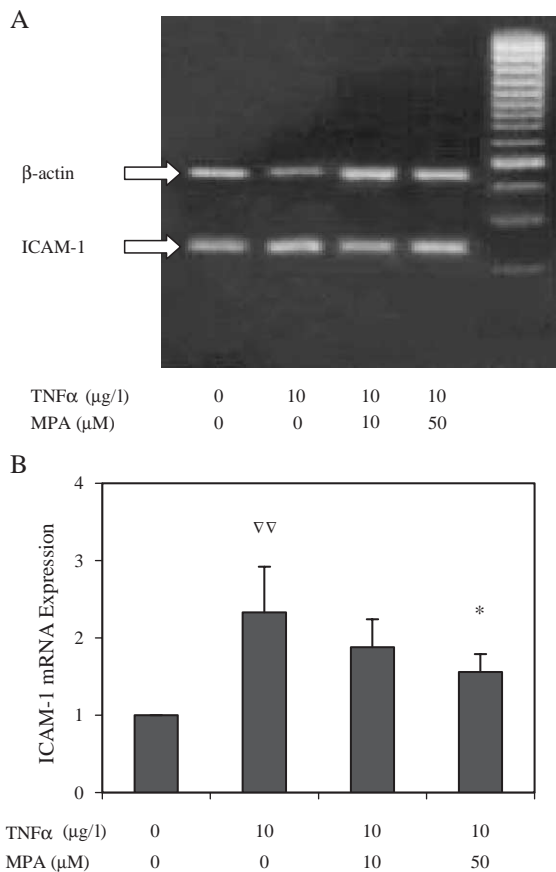 A
β-actin
ICAM-1
TNFα (μg/l) 0 10 10 10
MPA (μM) 0 0 10 50
B
4
3
2
1
0
ICAM-1 mRNA Expression
∇∇
*
TNFα (μg/l) 0 10 10 10
MPA (μM) 0 0 10 50